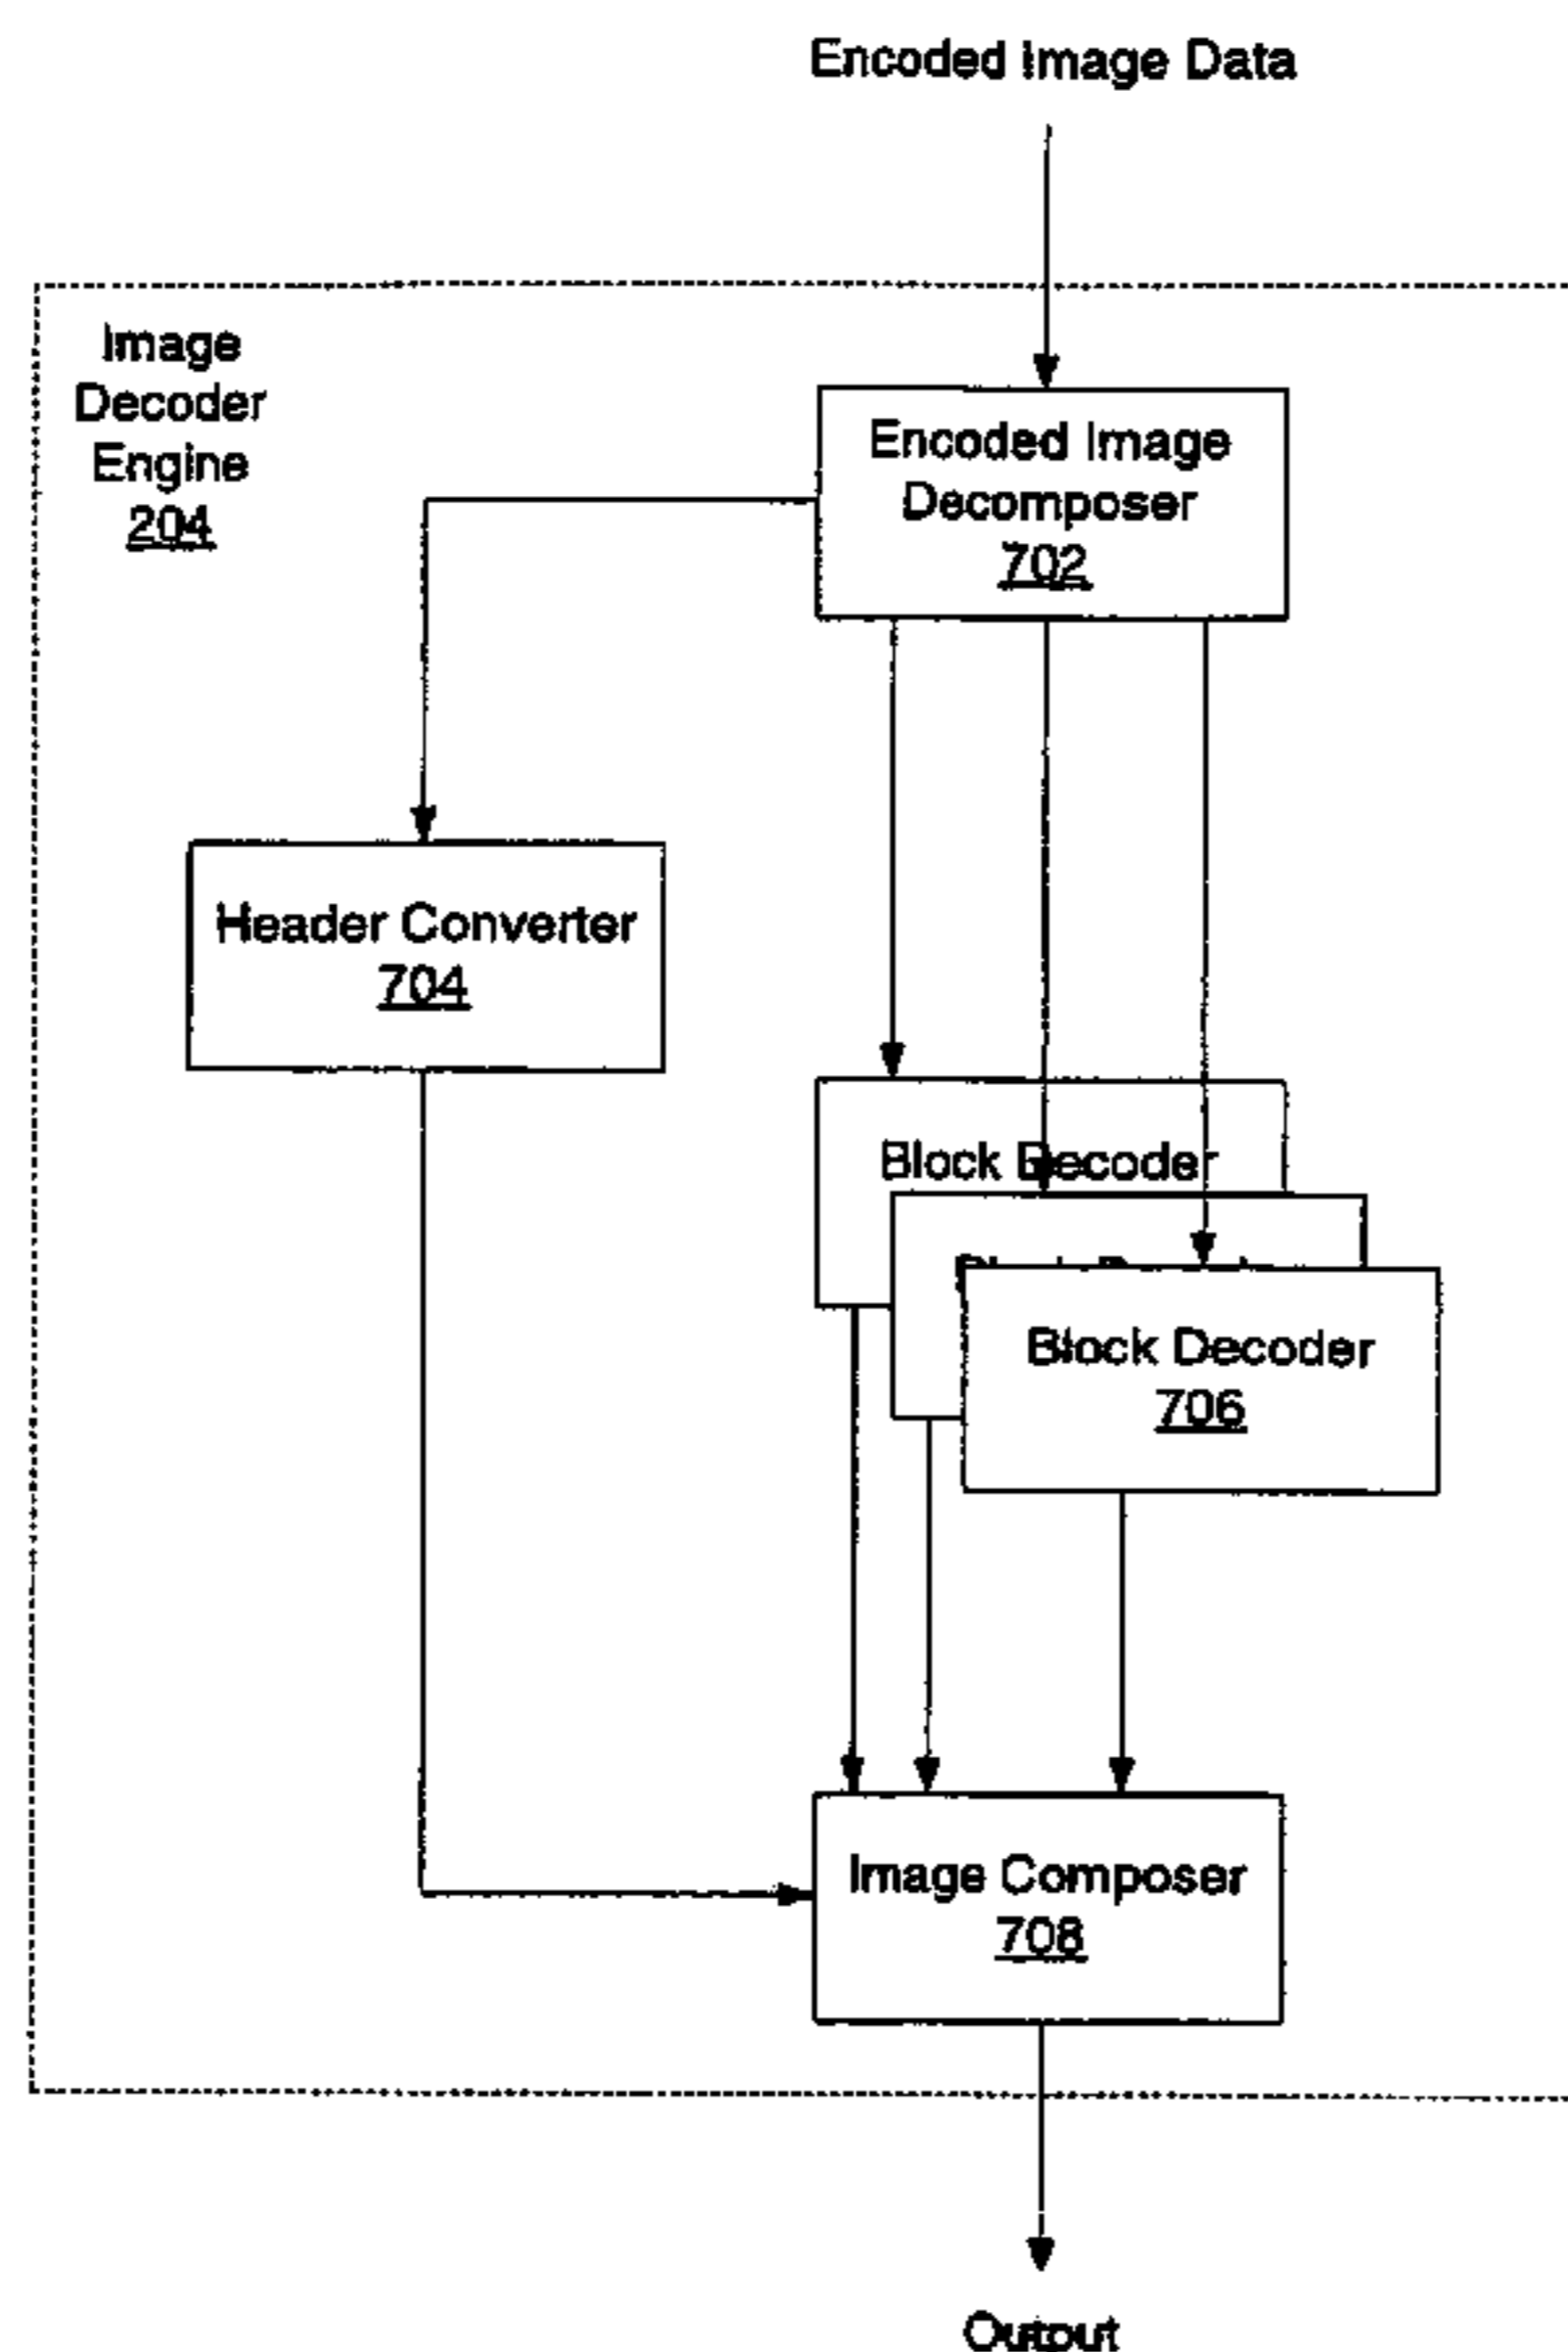 Encoded Image Data
Image
Decoder
Engine
204
Encoded Image
Decomposer
702
Header Converter
704
Block Decoder
Block Decoder
706
Image Composer
708
Output